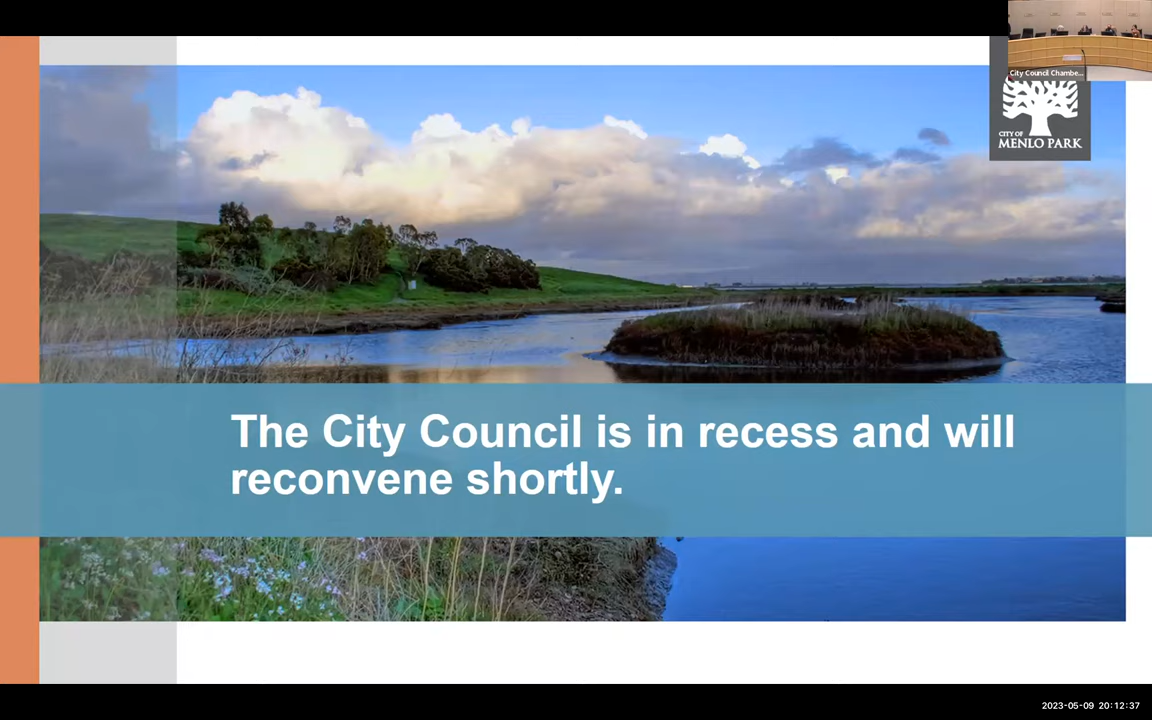 City Council Chambe...
CITY OF
MENLO PARK
The City Council is in recess and will
reconvene shortly.
2023-05-09 20:12:37